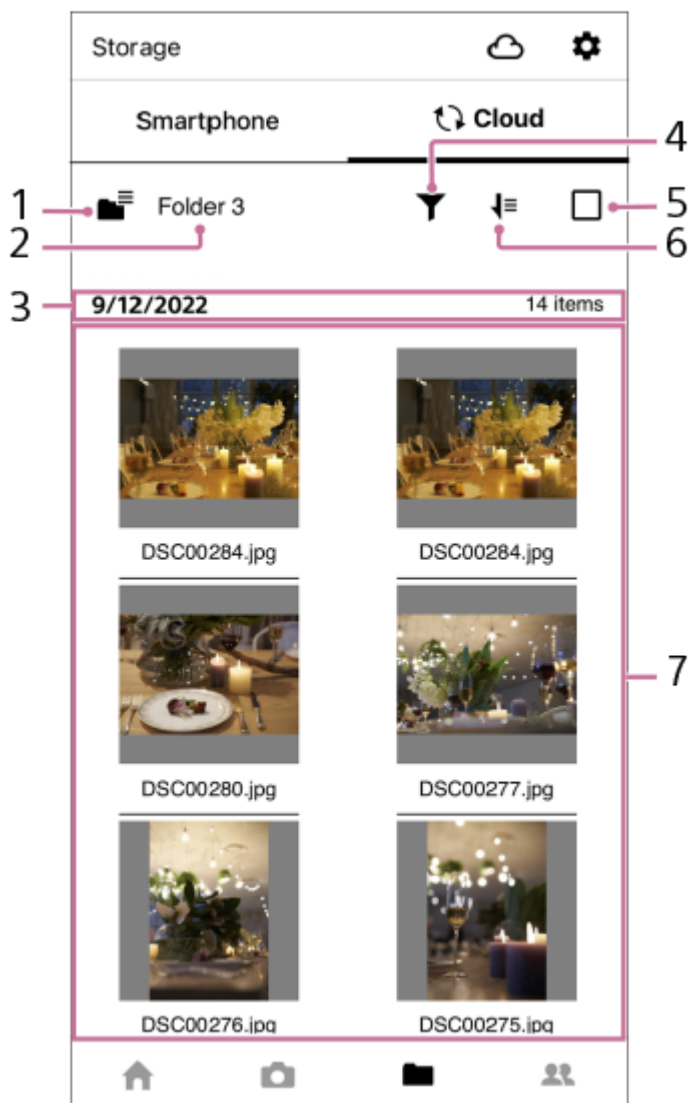 Storage
Smartphone Cloud
4
1 Folder 3 5
2 6
3 9/12/2022 14 items
DSC00284.jpg DSC00284.jpg
DSC00280.jpg DSC00277.jpg
7
DSC00276.jpg DSC00275.jpg